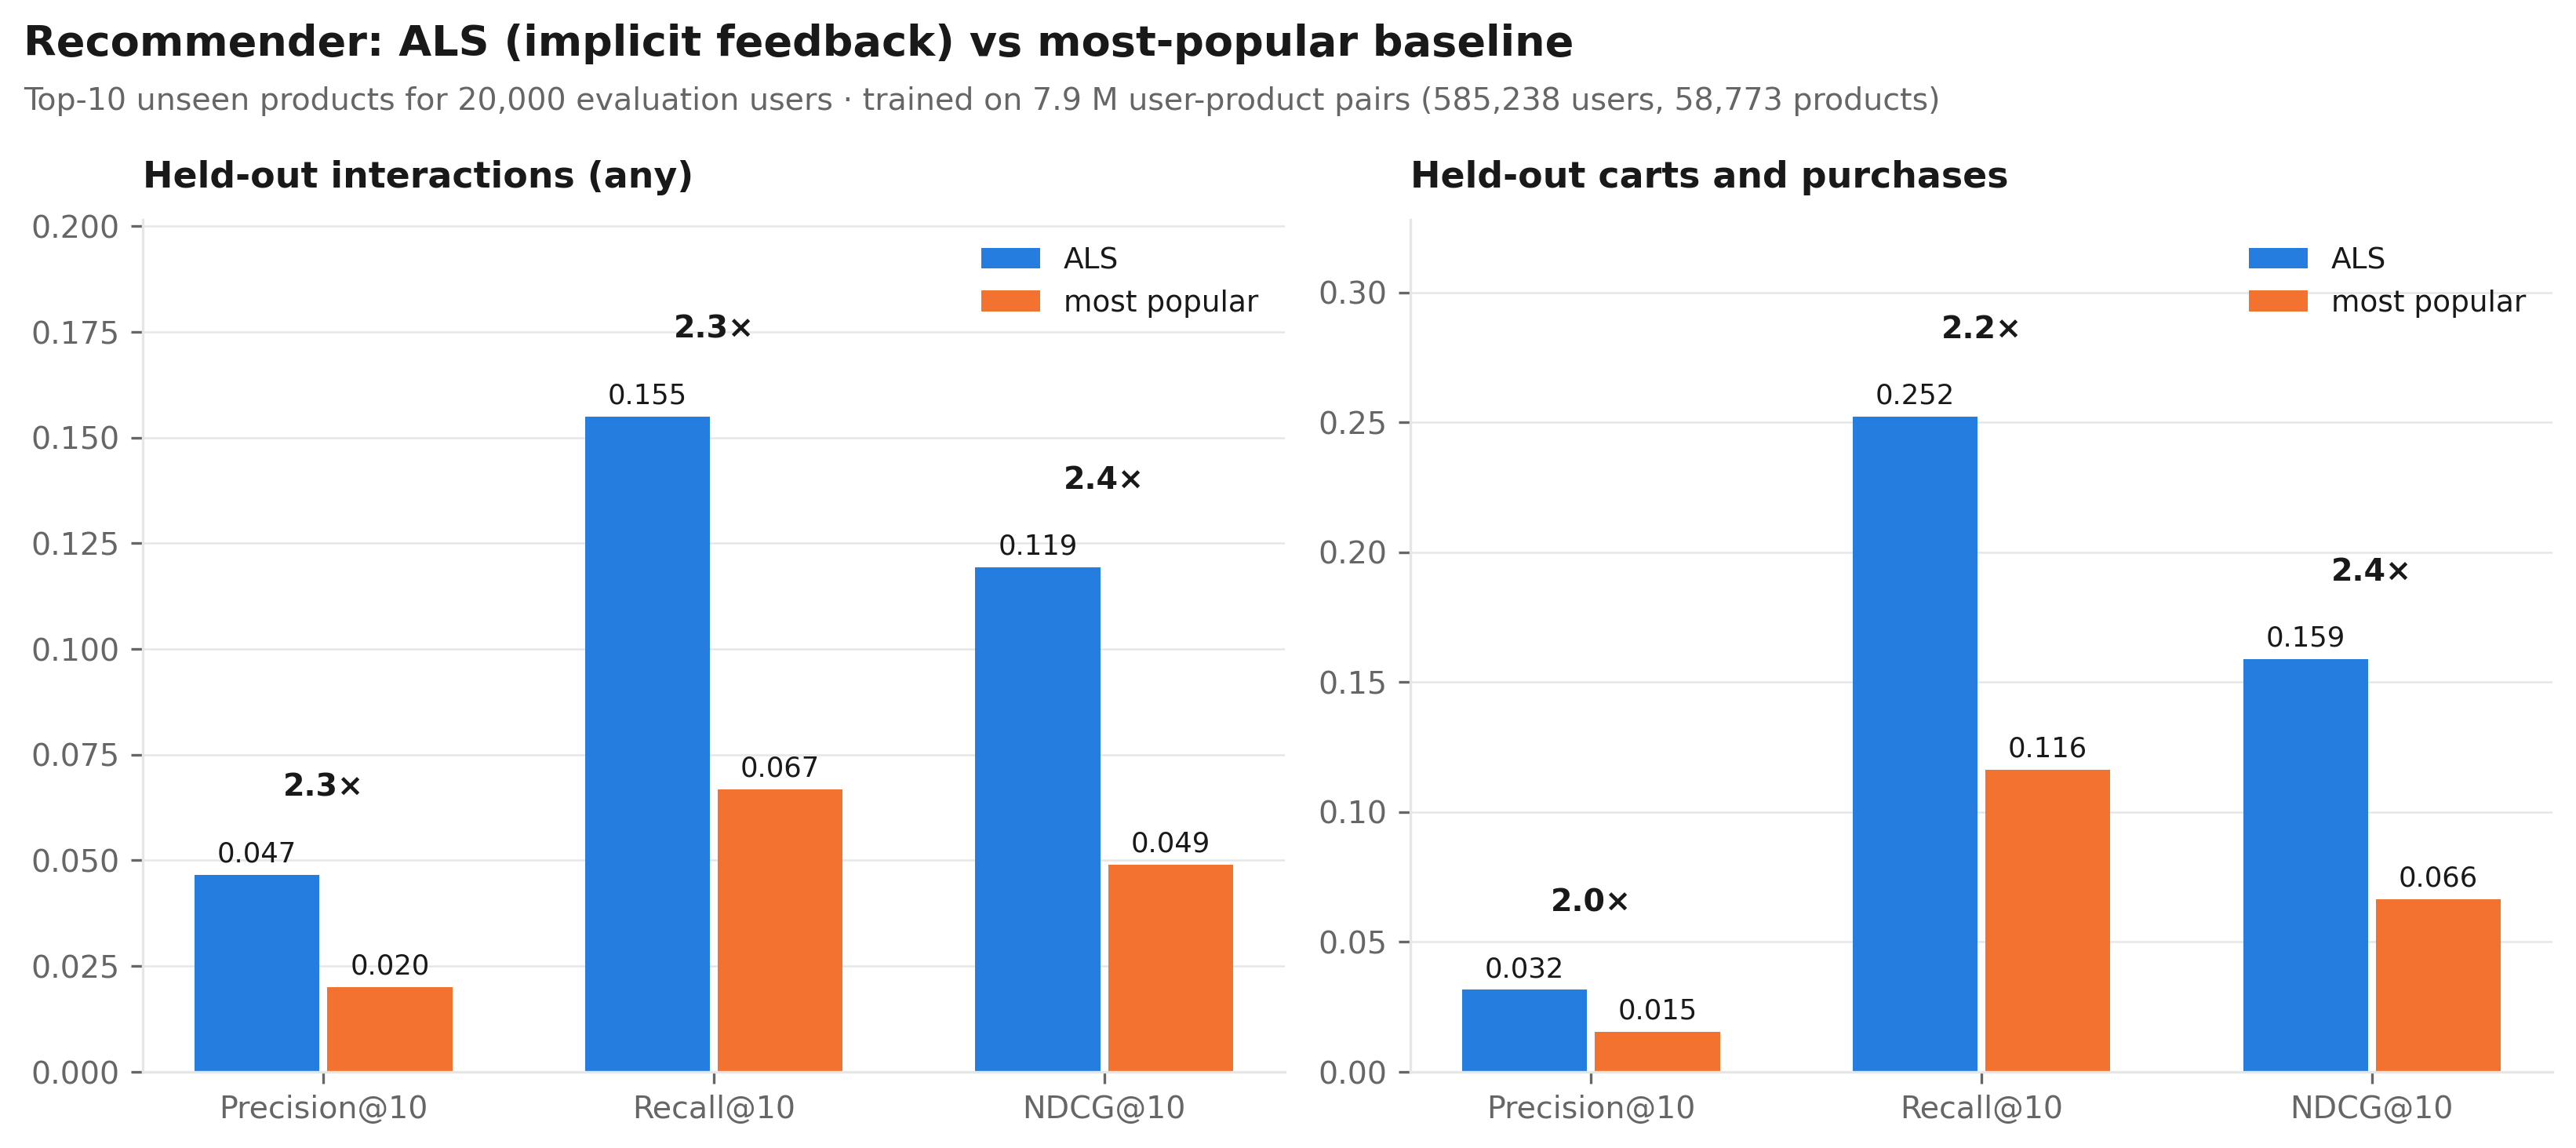 Recommender: ALS (implicit feedback) vs most-popular baseline
Top-10 unseen products for 20,000 evaluation users · trained on 7.9 M user-product pairs (585,238 users, 58,773 products)
Held-out interactions (any)
0.200
0.175
0.150
0.125
0.100
0.075
0.050
0.025
0.000
ALS
most popular
2.3×
0.047
0.020
2.3×
0.155
0.067
2.4×
0.119
0.049
Precision@10
Recall@10
NDCG@10
Held-out carts and purchases
0.30
0.25
0.20
0.15
0.10
0.05
0.00
ALS
most popular
2.0×
0.032
0.015
2.2×
0.252
0.116
2.4×
0.159
0.066
Precision@10
Recall@10
NDCG@10